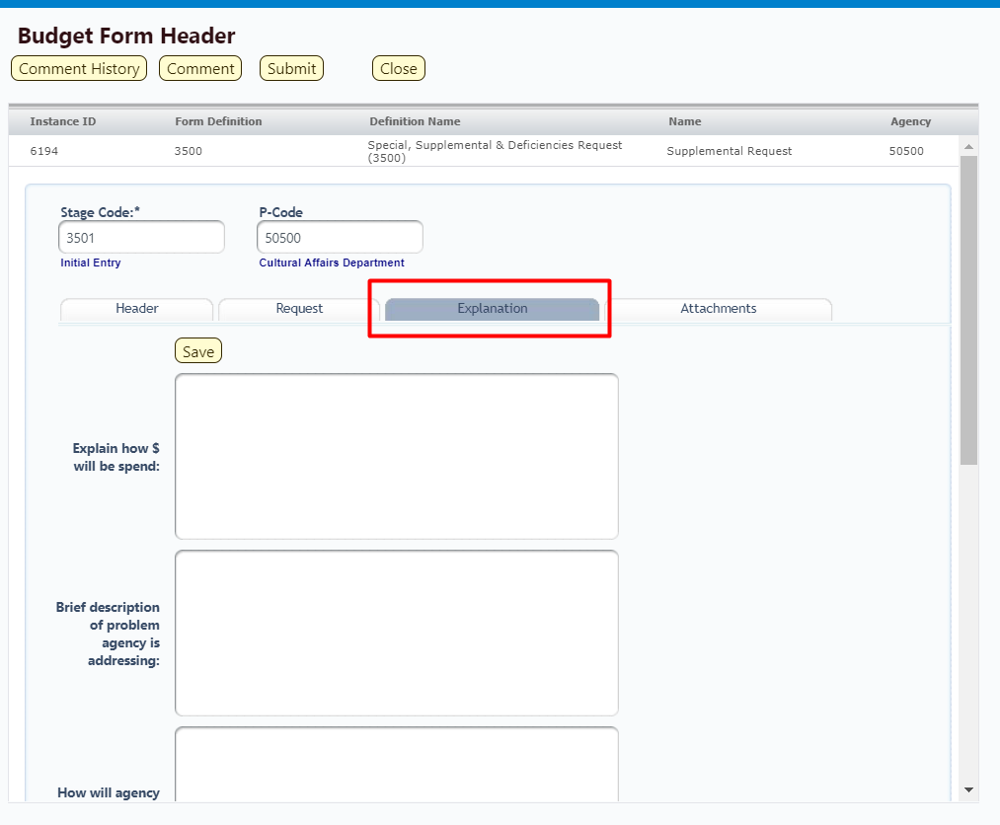 Budget Form Header
Comment History Comment Submit Close
Instance ID Form Definition Definition Name Name Agency
6194 3500 Special, Supplemental & Deficiencies Request (3500) Supplemental Request 50500
Stage Code:* P-Code
3501 50500
Initial Entry Cultural Affairs Department
Header Request Explanation Attachments
Save
Explain how $
will be spend:
Brief description
of problem
agency is
addressing:
How will agency